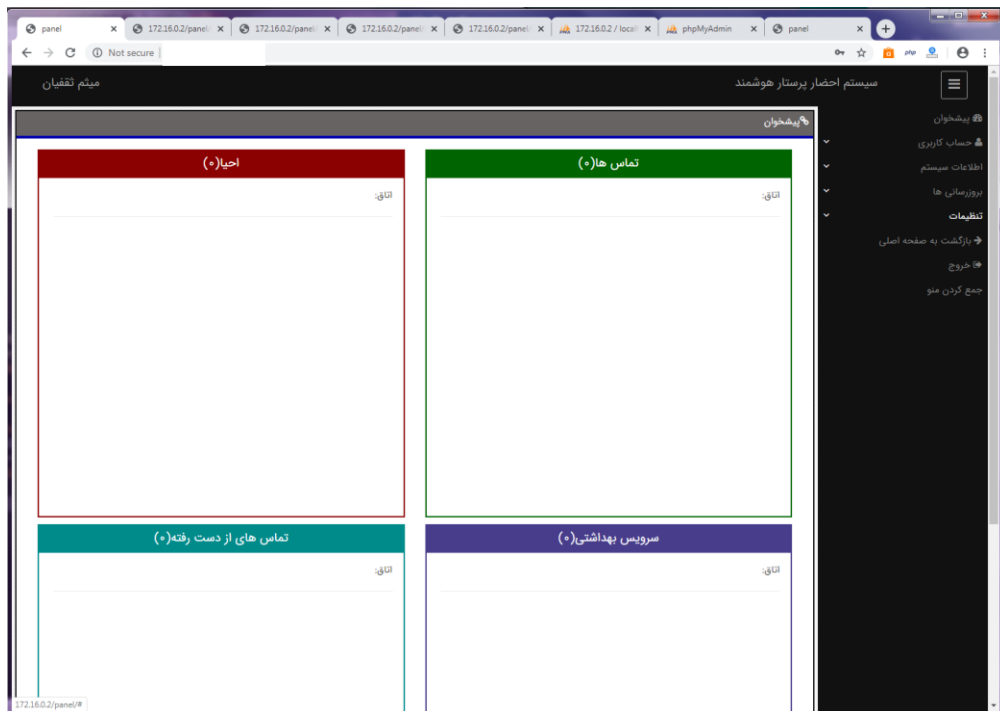 panel
172.16.0.2/panel/
172.16.0.2/panel/
172.16.0.2/panel/
172.16.0.2/panel/
172.16.0.2 / local
phpMyAdmin
panel
Not secure
php
سیستم احضار پرستار هوشمند
میثم ثقفیان
پیشخوان
حساب کاربری
اطلاعات سیستم
بروزرسانی ها
تنظیمات
بازگشت به صفحه اصلی
خروج
جمع کردن منو
پیشخوان
تماس ها(۰)
اتاق:
احیا(۰)
اتاق:
سرویس بهداشتی(۰)
اتاق:
تماس های از دست رفته(۰)
اتاق:
172.16.0.2/panel/#